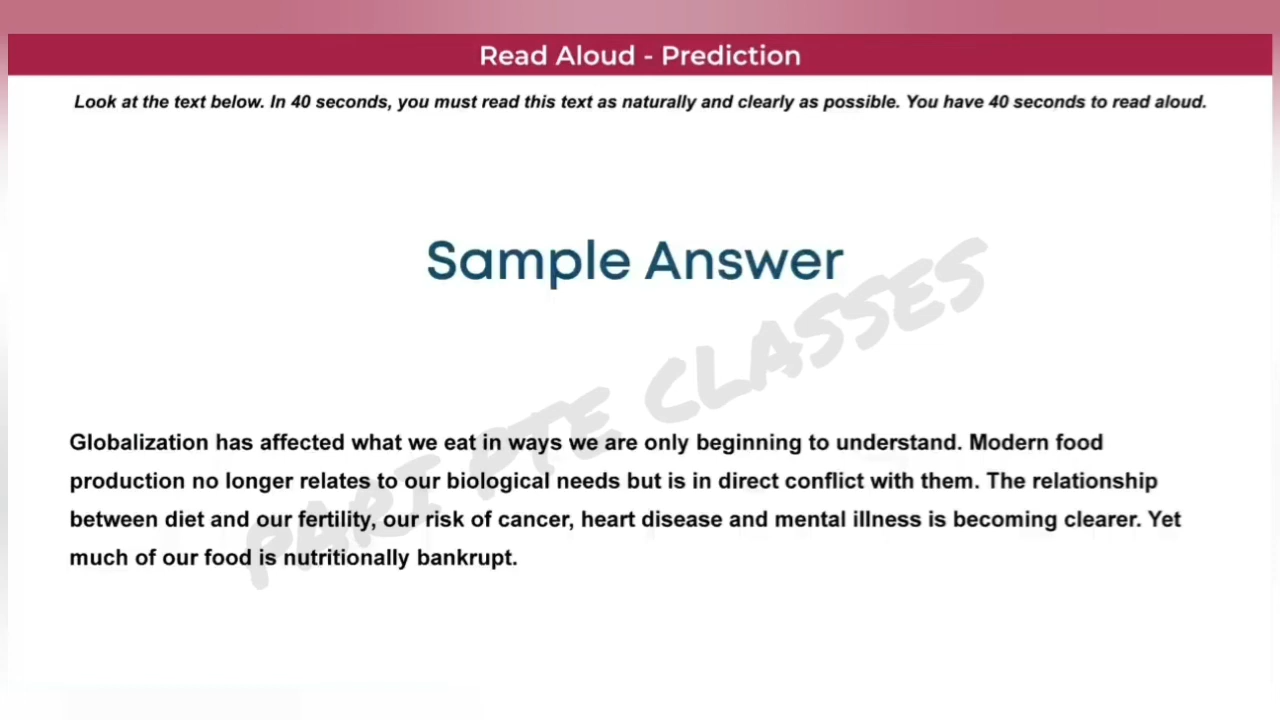 Read Aloud - Prediction
Look at the text below. In 40 seconds, you must read this text as naturally and clearly as possible. You have 40 seconds to read aloud.
Sample Answer
PARI PTE CLASSES
Globalization has affected what we eat in ways we are only beginning to understand. Modern food
production no longer relates to our biological needs but is in direct conflict with them. The relationship
between diet and our fertility, our risk of cancer, heart disease and mental illness is becoming clearer. Yet
much of our food is nutritionally bankrupt.